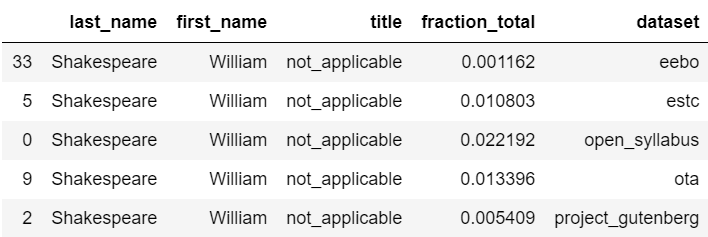 last_name first_name title fraction_total dataset
33 Shakespeare William not_applicable 0.001162 eebo
5 Shakespeare William not_applicable 0.010803 estc
0 Shakespeare William not_applicable 0.022192 open_syllabus
9 Shakespeare William not_applicable 0.013396 ota
2 Shakespeare William not_applicable 0.005409 project_gutenberg